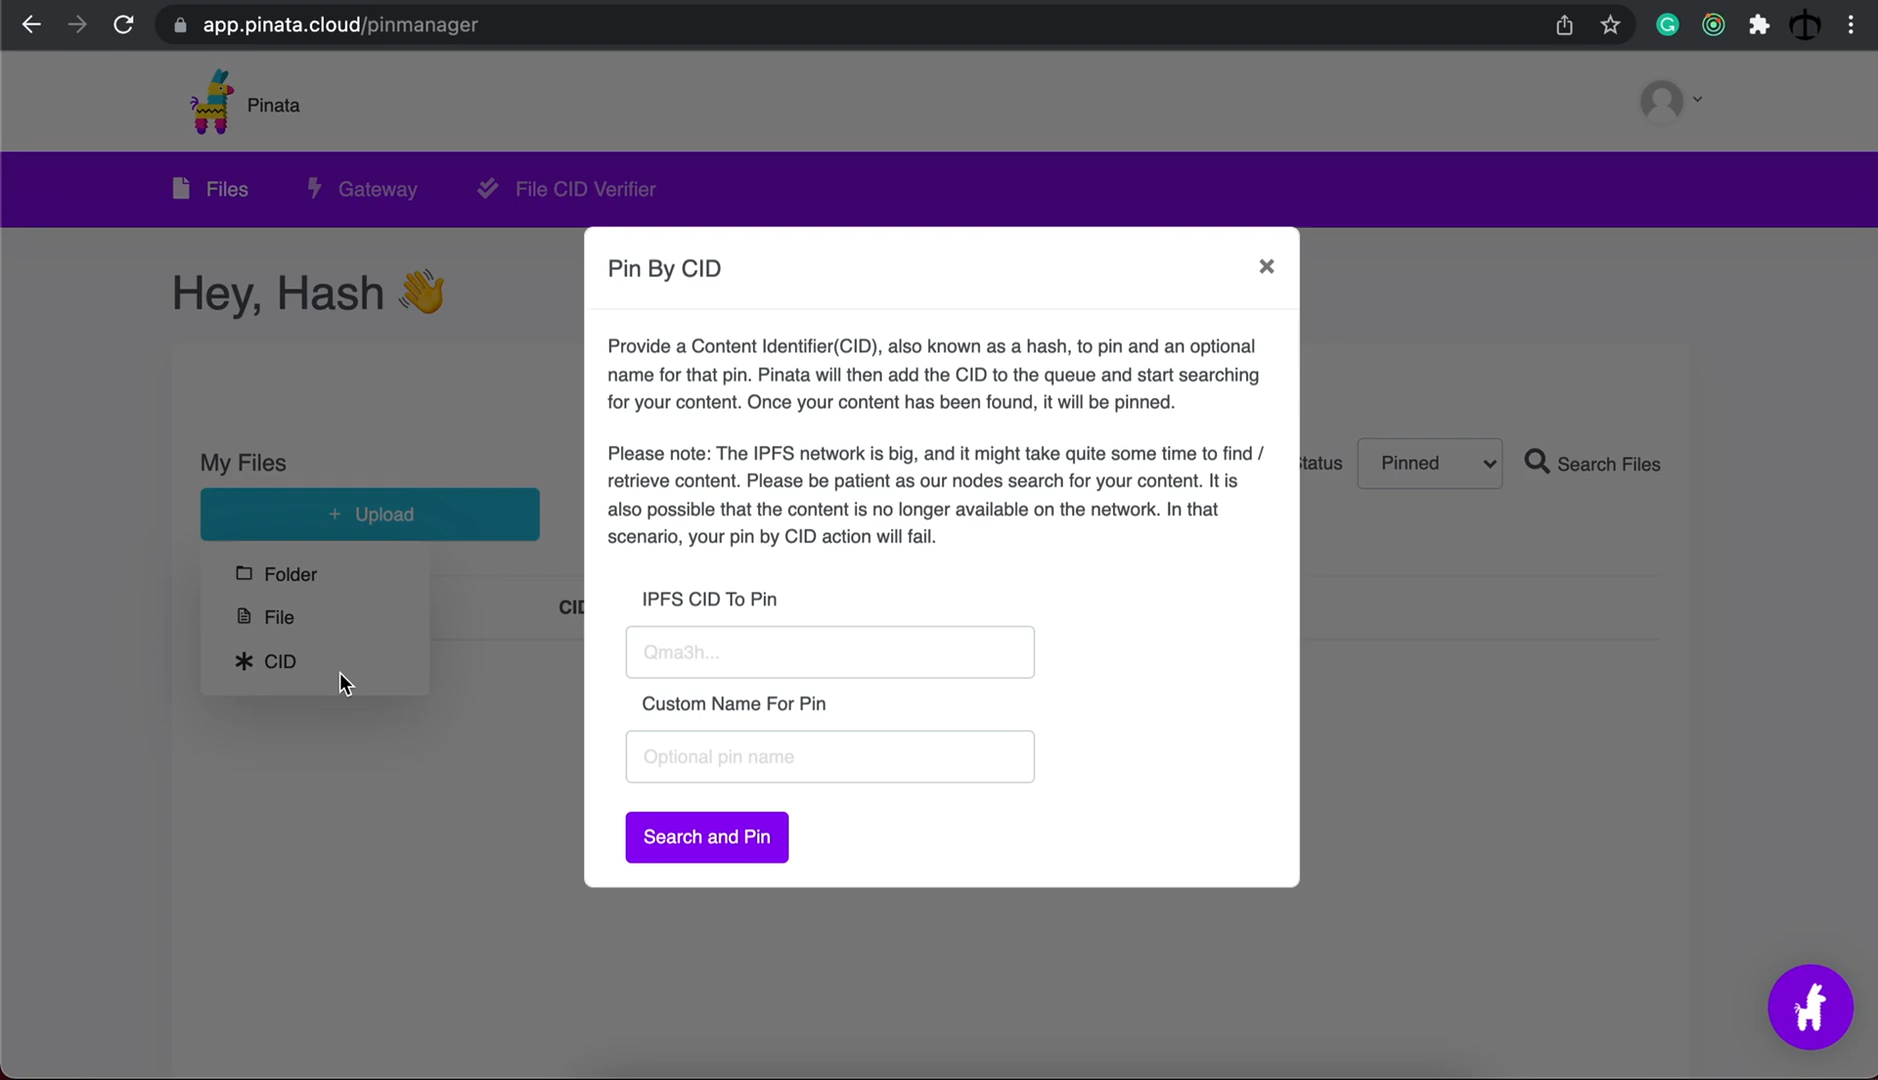 app.pinata.cloud/pinmanager
Pinata
Files
Gateway
File CID Verifier
Hey, Hash 👋
Pin By CID
×
Provide a Content Identifier(CID), also known as a hash, to pin and an optional
name for that pin. Pinata will then add the CID to the queue and start searching
for your content. Once your content has been found, it will be pinned.
Please note: The IPFS network is big, and it might take quite some time to find /
retrieve content. Please be patient as our nodes search for your content. It is
also possible that the content is no longer available on the network. In that
scenario, your pin by CID action will fail.
IPFS CID To Pin
Qma3h...
Custom Name For Pin
Optional pin name
Search and Pin
My Files
tatus
Pinned
Search Files
+ Upload
Folder
File
CID
CID